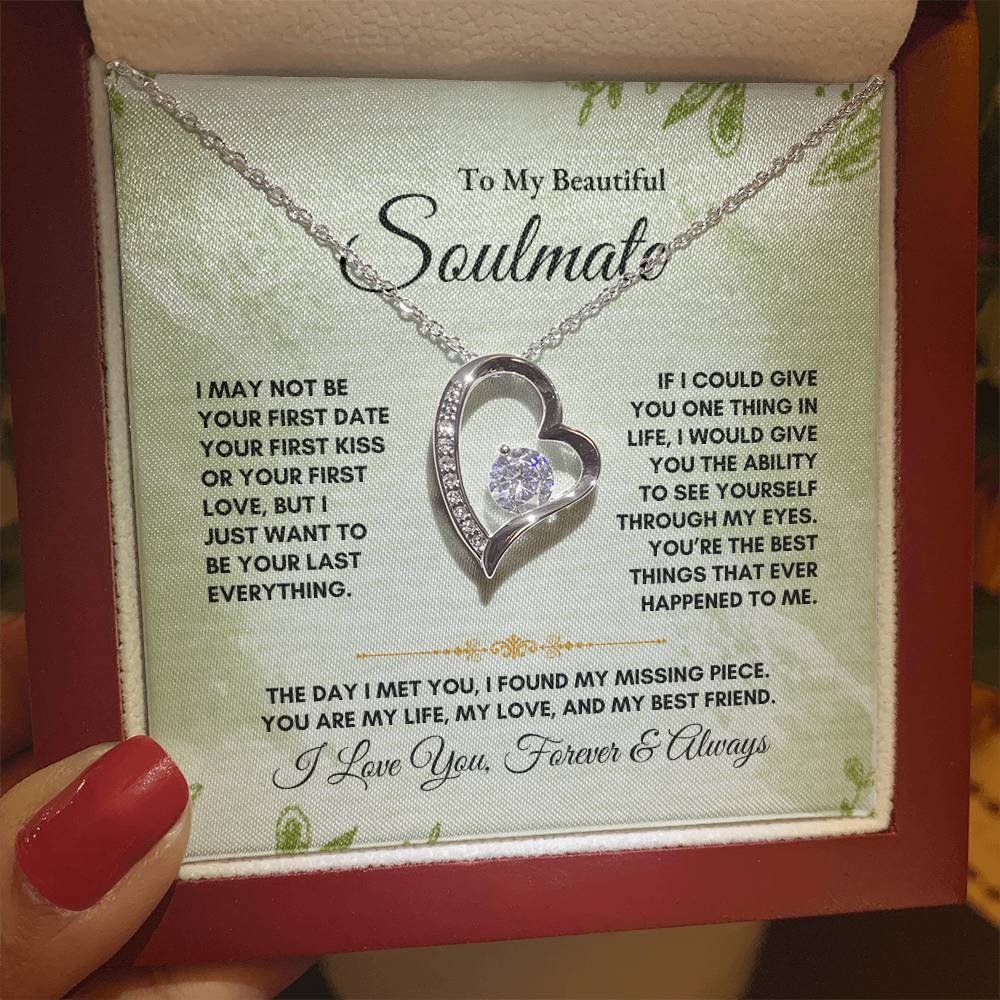 To My Beautiful
Soulmate
I MAY NOT BE
YOUR FIRST DATE
YOUR FIRST KISS
OR YOUR FIRST
LOVE, BUT I
JUST WANT TO
BE YOUR LAST
EVERYTHING.
IF I COULD GIVE
YOU ONE THING IN
LIFE, I WOULD GIVE
YOU THE ABILITY
TO SEE YOURSELF
THROUGH MY EYES.
YOU’RE THE BEST
THINGS THAT EVER
HAPPENED TO ME.
THE DAY I MET YOU, I FOUND MY MISSING PIECE.
YOU ARE MY LIFE, MY LOVE, AND MY BEST FRIEND.
I Love You, Forever & Always